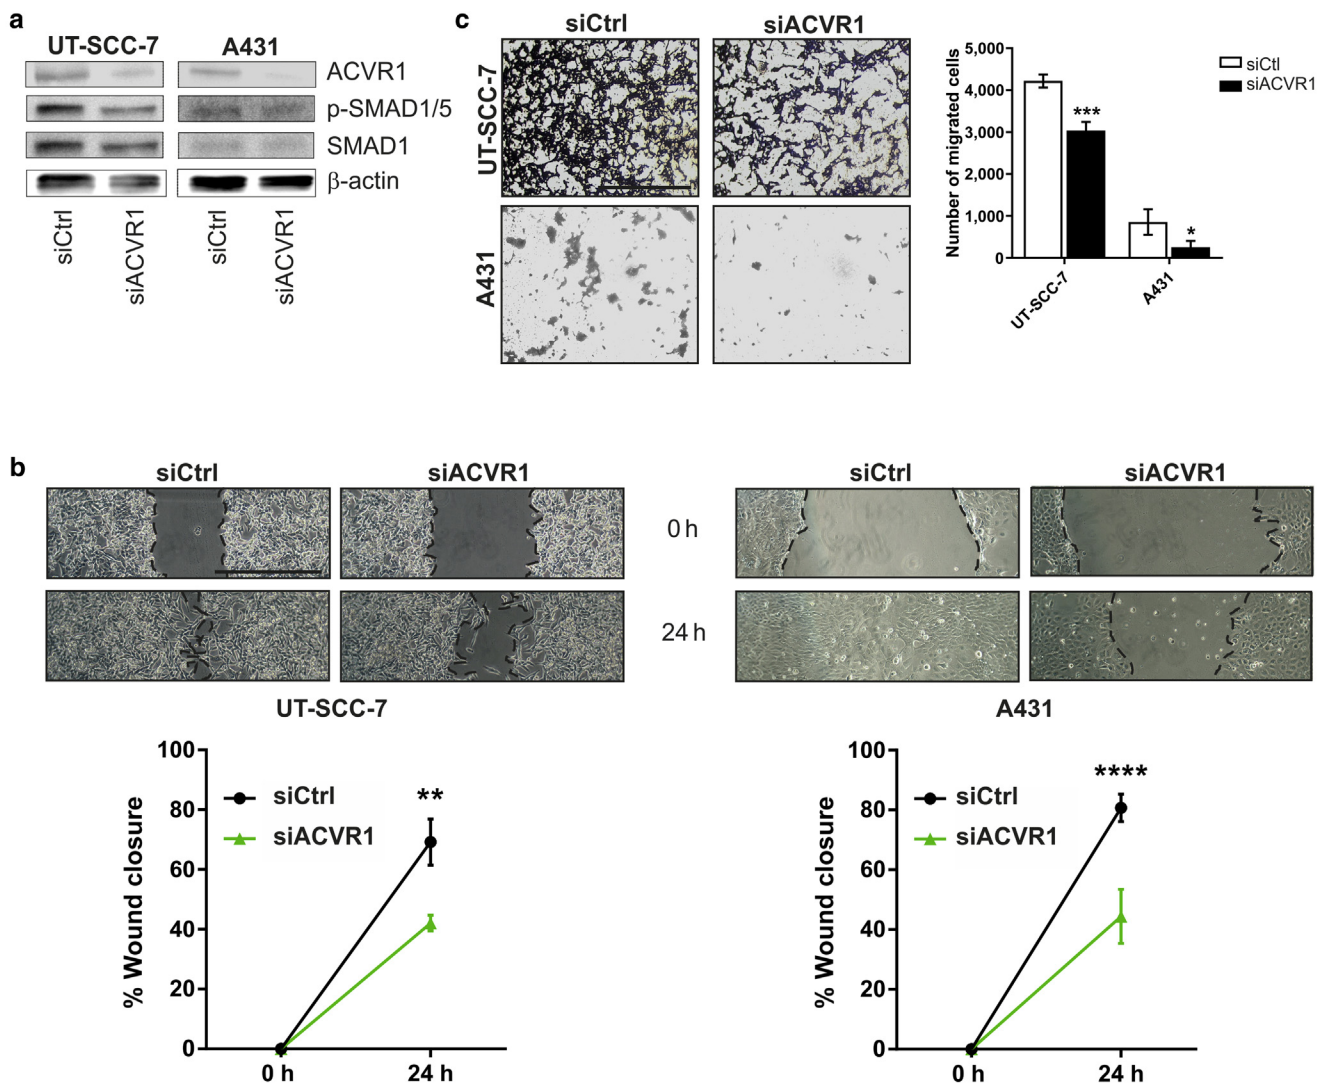 a
UT-SCC-7 A431
ACVR1
p-SMAD1/5
SMAD1
β-actin
siCtrl siACVR1 siCtrl siACVR1
c
siCtrl siACVR1
UT-SCC-7
A431
Number of migrated cells
5,000
4,000
3,000
2,000
1,000
0
***
*
UT-SCC-7 A431
siCtl
siACVR1
b
siCtrl siACVR1 siCtrl siACVR1
0 h
24 h
UT-SCC-7 A431
% Wound closure
100
80
60
40
20
0
siCtrl
siACVR1
**
0 h 24 h
% Wound closure
100
80
60
40
20
0
siCtrl
siACVR1
****
0 h 24 h